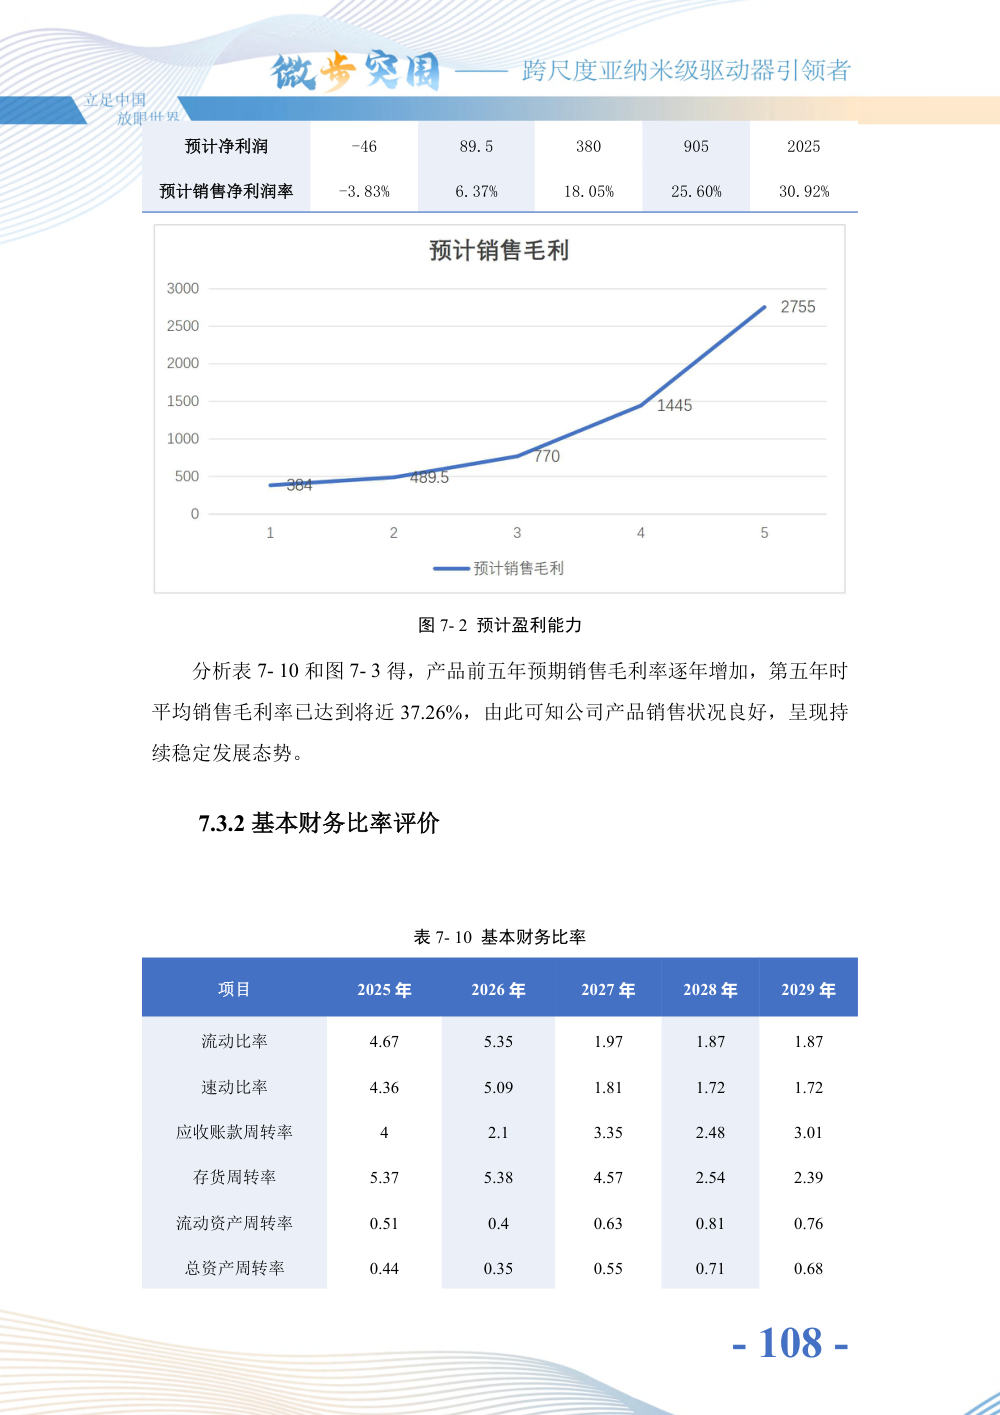 微步突围 —— 跨尺度亚纳米级驱动器引领者
立足中国
放眼世界
预计净利润 -46 89.5 380 905 2025
预计销售净利润率 -3.83% 6.37% 18.05% 25.60% 30.92%
预计销售毛利
3000
2500
2000
1500
1000
500
0
384
489.5
770
1445
2755
1 2 3 4 5
预计销售毛利
图 7- 2 预计盈利能力
分析表 7- 10 和图 7- 3 得，产品前五年预期销售毛利率逐年增加，第五年时
平均销售毛利率已达到将近 37.26%，由此可知公司产品销售状况良好，呈现持
续稳定发展态势。
7.3.2 基本财务比率评价
表 7- 10 基本财务比率
项目 2025 年 2026 年 2027 年 2028 年 2029 年
流动比率 4.67 5.35 1.97 1.87 1.87
速动比率 4.36 5.09 1.81 1.72 1.72
应收账款周转率 4 2.1 3.35 2.48 3.01
存货周转率 5.37 5.38 4.57 2.54 2.39
流动资产周转率 0.51 0.4 0.63 0.81 0.76
总资产周转率 0.44 0.35 0.55 0.71 0.68
- 108 -